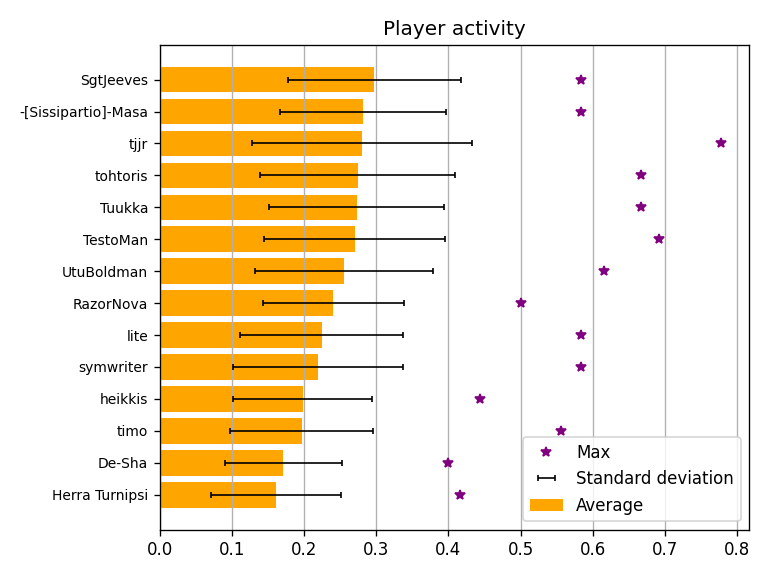 Player activity
SgtJeeves
-[Sissipartio]-Masa
tjjr
tohtoris
Tuukka
TestoMan
UtuBoldman
RazorNova
lite
symwriter
heikkis
timo
De-Sha
Herra Turnipsi
Max
Standard deviation
Average
0.0 0.1 0.2 0.3 0.4 0.5 0.6 0.7 0.8